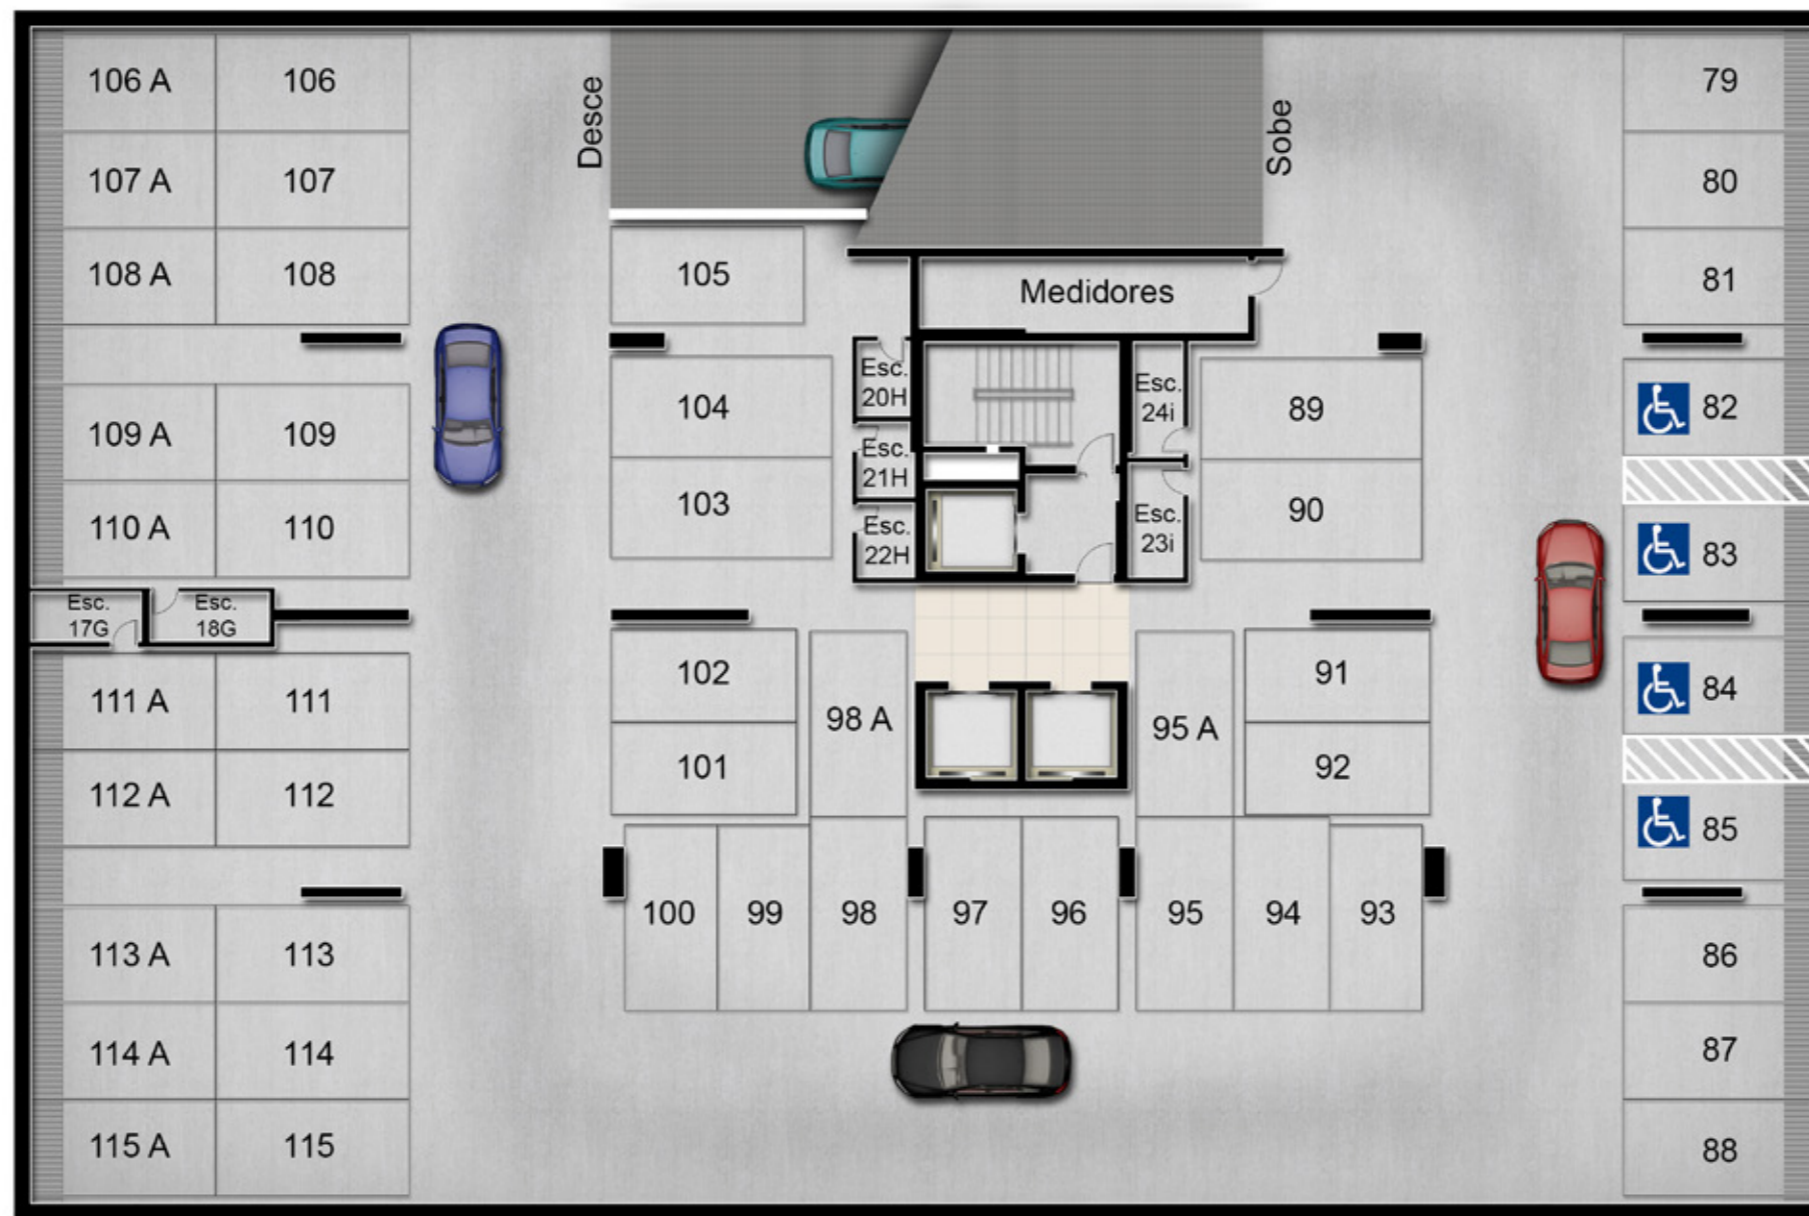 106 A
106
107 A
107
108 A
108
109 A
109
110 A
110
Esc.
17G
Esc.
18G
111 A
111
112 A
112
113 A
113
114 A
114
115 A
115
Desce
Sobe
105
Medidores
104
103
Esc.
20H
Esc.
21H
Esc.
22H
Esc.
24i
Esc.
23i
89
90
102
101
98 A
95 A
91
92
100
99
98
97
96
95
94
93
79
80
81
82
83
84
85
86
87
88